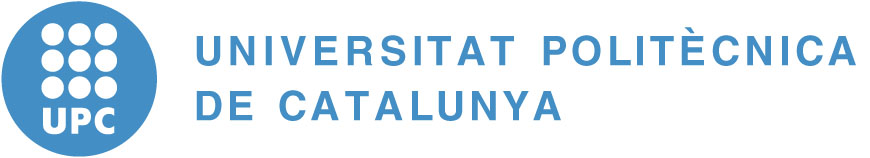 UPC
UNIVERSITAT POLITÈCNICA
DE CATALUNYA